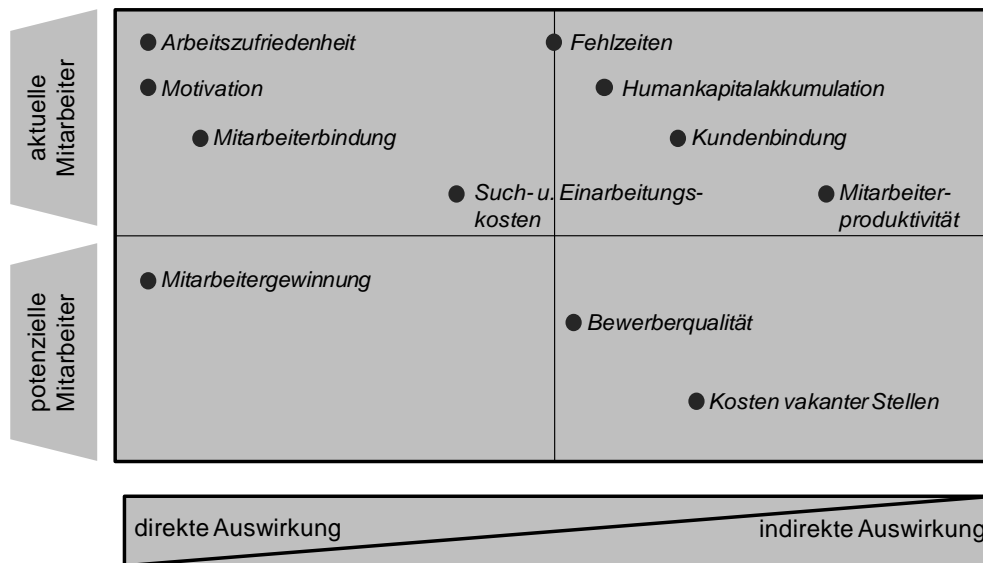 aktuelle
Mitarbeiter
Arbeitszufriedenheit
Fehlzeiten
Motivation
Humankapitalakkumulation
Mitarbeiterbindung
Kundenbindung
Such- u. Einarbeitungs-
kosten
Mitarbeiter-
produktivität
potenzielle
Mitarbeiter
Mitarbeitergewinnung
Bewerberqualität
Kosten vakanter Stellen
direkte Auswirkung
indirekte Auswirkung